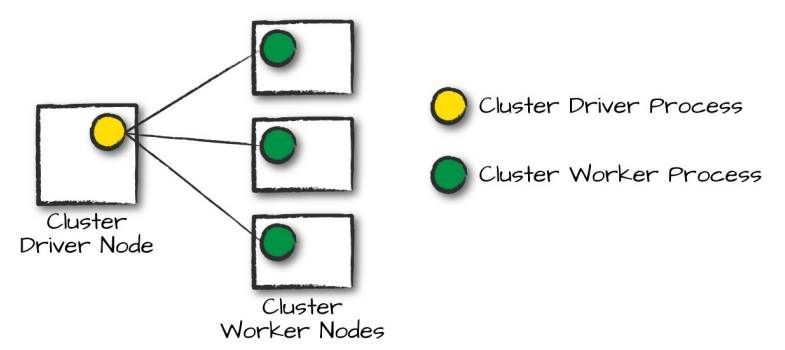 Cluster
Driver Node
Cluster
Worker Nodes
Cluster Driver Process
Cluster Worker Process